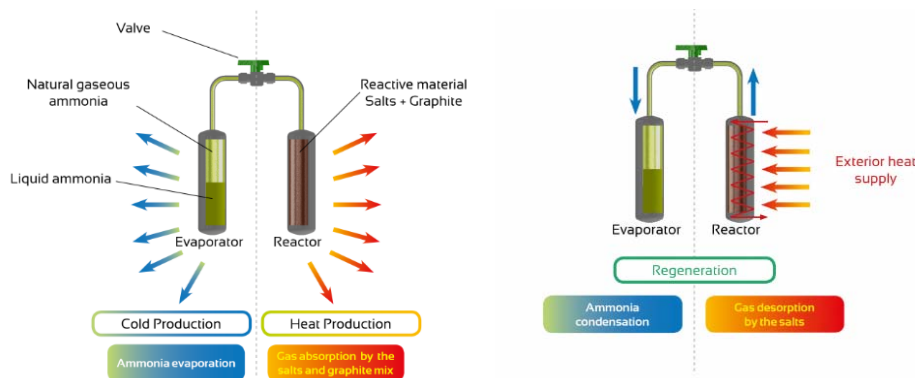 Valve
Natural gaseous
ammonia
Reactive material
Salts + Graphite
Liquid ammonia
Evaporator
Reactor
Cold Production
Heat Production
Ammonia evaporation
Gas absorption by the
salts and graphite mix
Exterior heat
supply
Evaporator
Reactor
Regeneration
Ammonia
condensation
Gas desorption
by the salts